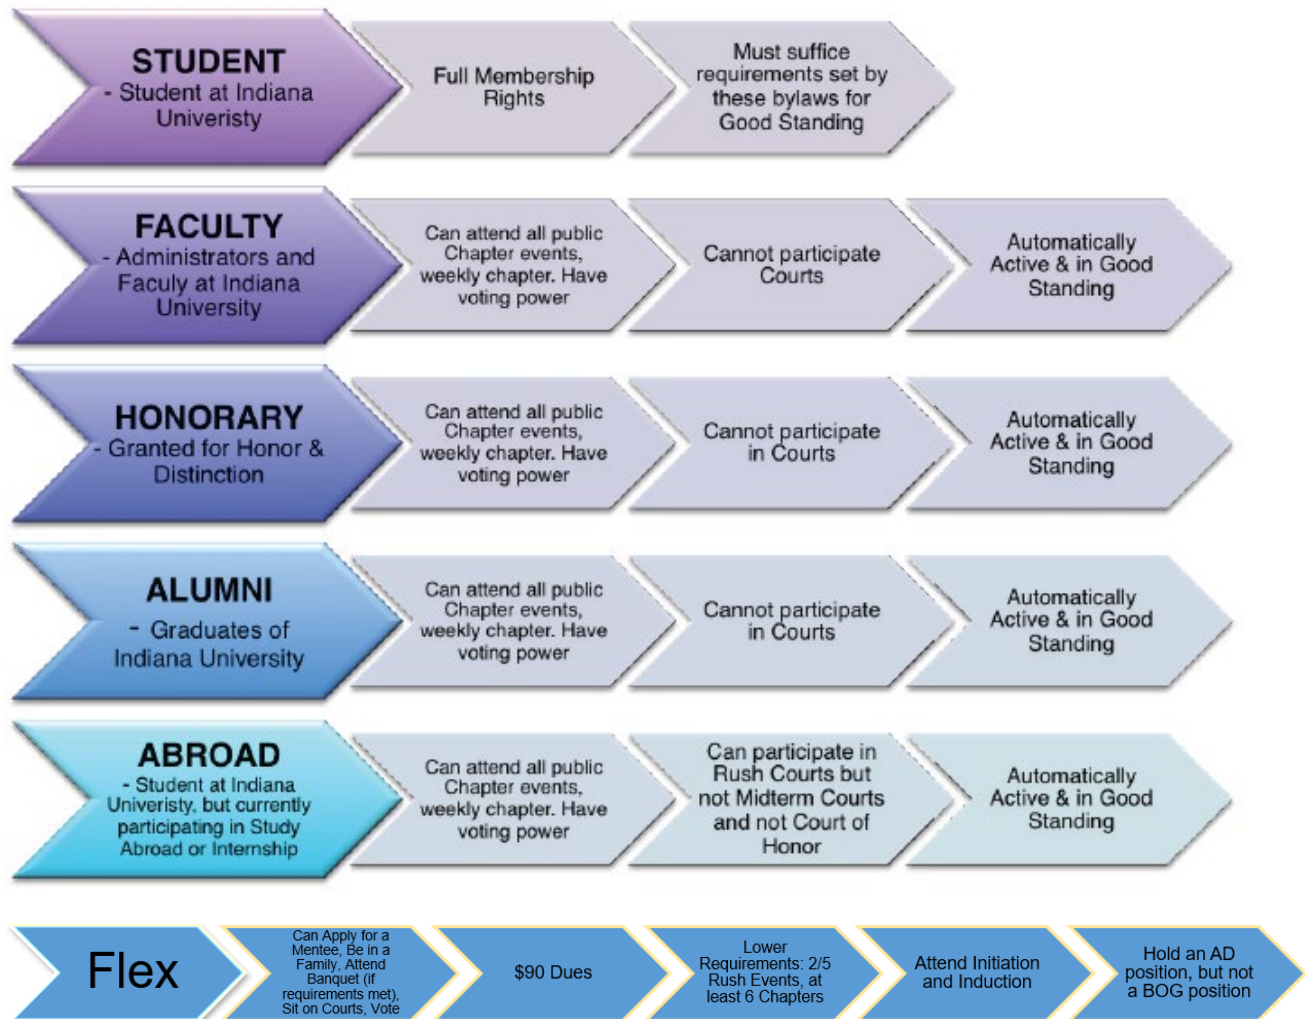 STUDENT
- Student at Indiana
Univeristy
Full Membership
Rights
Must suffice
requirements set by
these bylaws for
Good Standing
FACULTY
- Administrators and
Faculy at Indiana
University
Can attend all public
Chapter events,
weekly chapter. Have
voting power
Cannot participate
Courts
Automatically
Active & in Good
Standing
HONORARY
- Granted for Honor &
Distinction
Can attend all public
Chapter events,
weekly chapter. Have
voting power
Cannot participate
in Courts
Automatically
Active & in Good
Standing
ALUMNI
- Graduates of
Indiana University
Can attend all public
Chapter events,
weekly chapter. Have
voting power
Cannot participate
in Courts
Automatically
Active & in Good
Standing
ABROAD
- Student at Indiana
Univeristy, but currently
participating in Study
Abroad or Internship
Can attend all public
Chapter events,
weekly chapter. Have
voting power
Can participate in
Rush Courts but
not Midterm Courts
and not Court of
Honor
Automatically
Active & in Good
Standing
Flex
Can Apply for a
Mentee, Be in a
Family, Attend
Banquet (if
requirements met),
Sit on Courts, Vote
$90 Dues
Lower
Requirements: 2/5
Rush Events, at
least 6 Chapters
Attend Initiation
and Induction
Hold an AD
position, but not
a BOG position